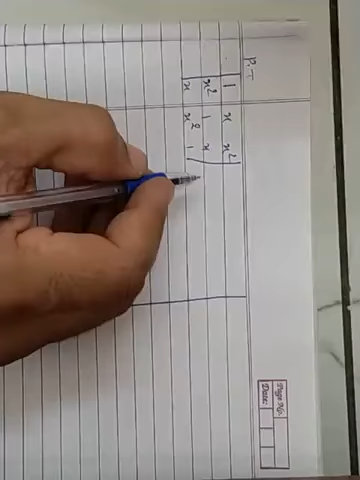 Page No.
Date:
P.T
1 x x²
x² 1 x
x x² 1